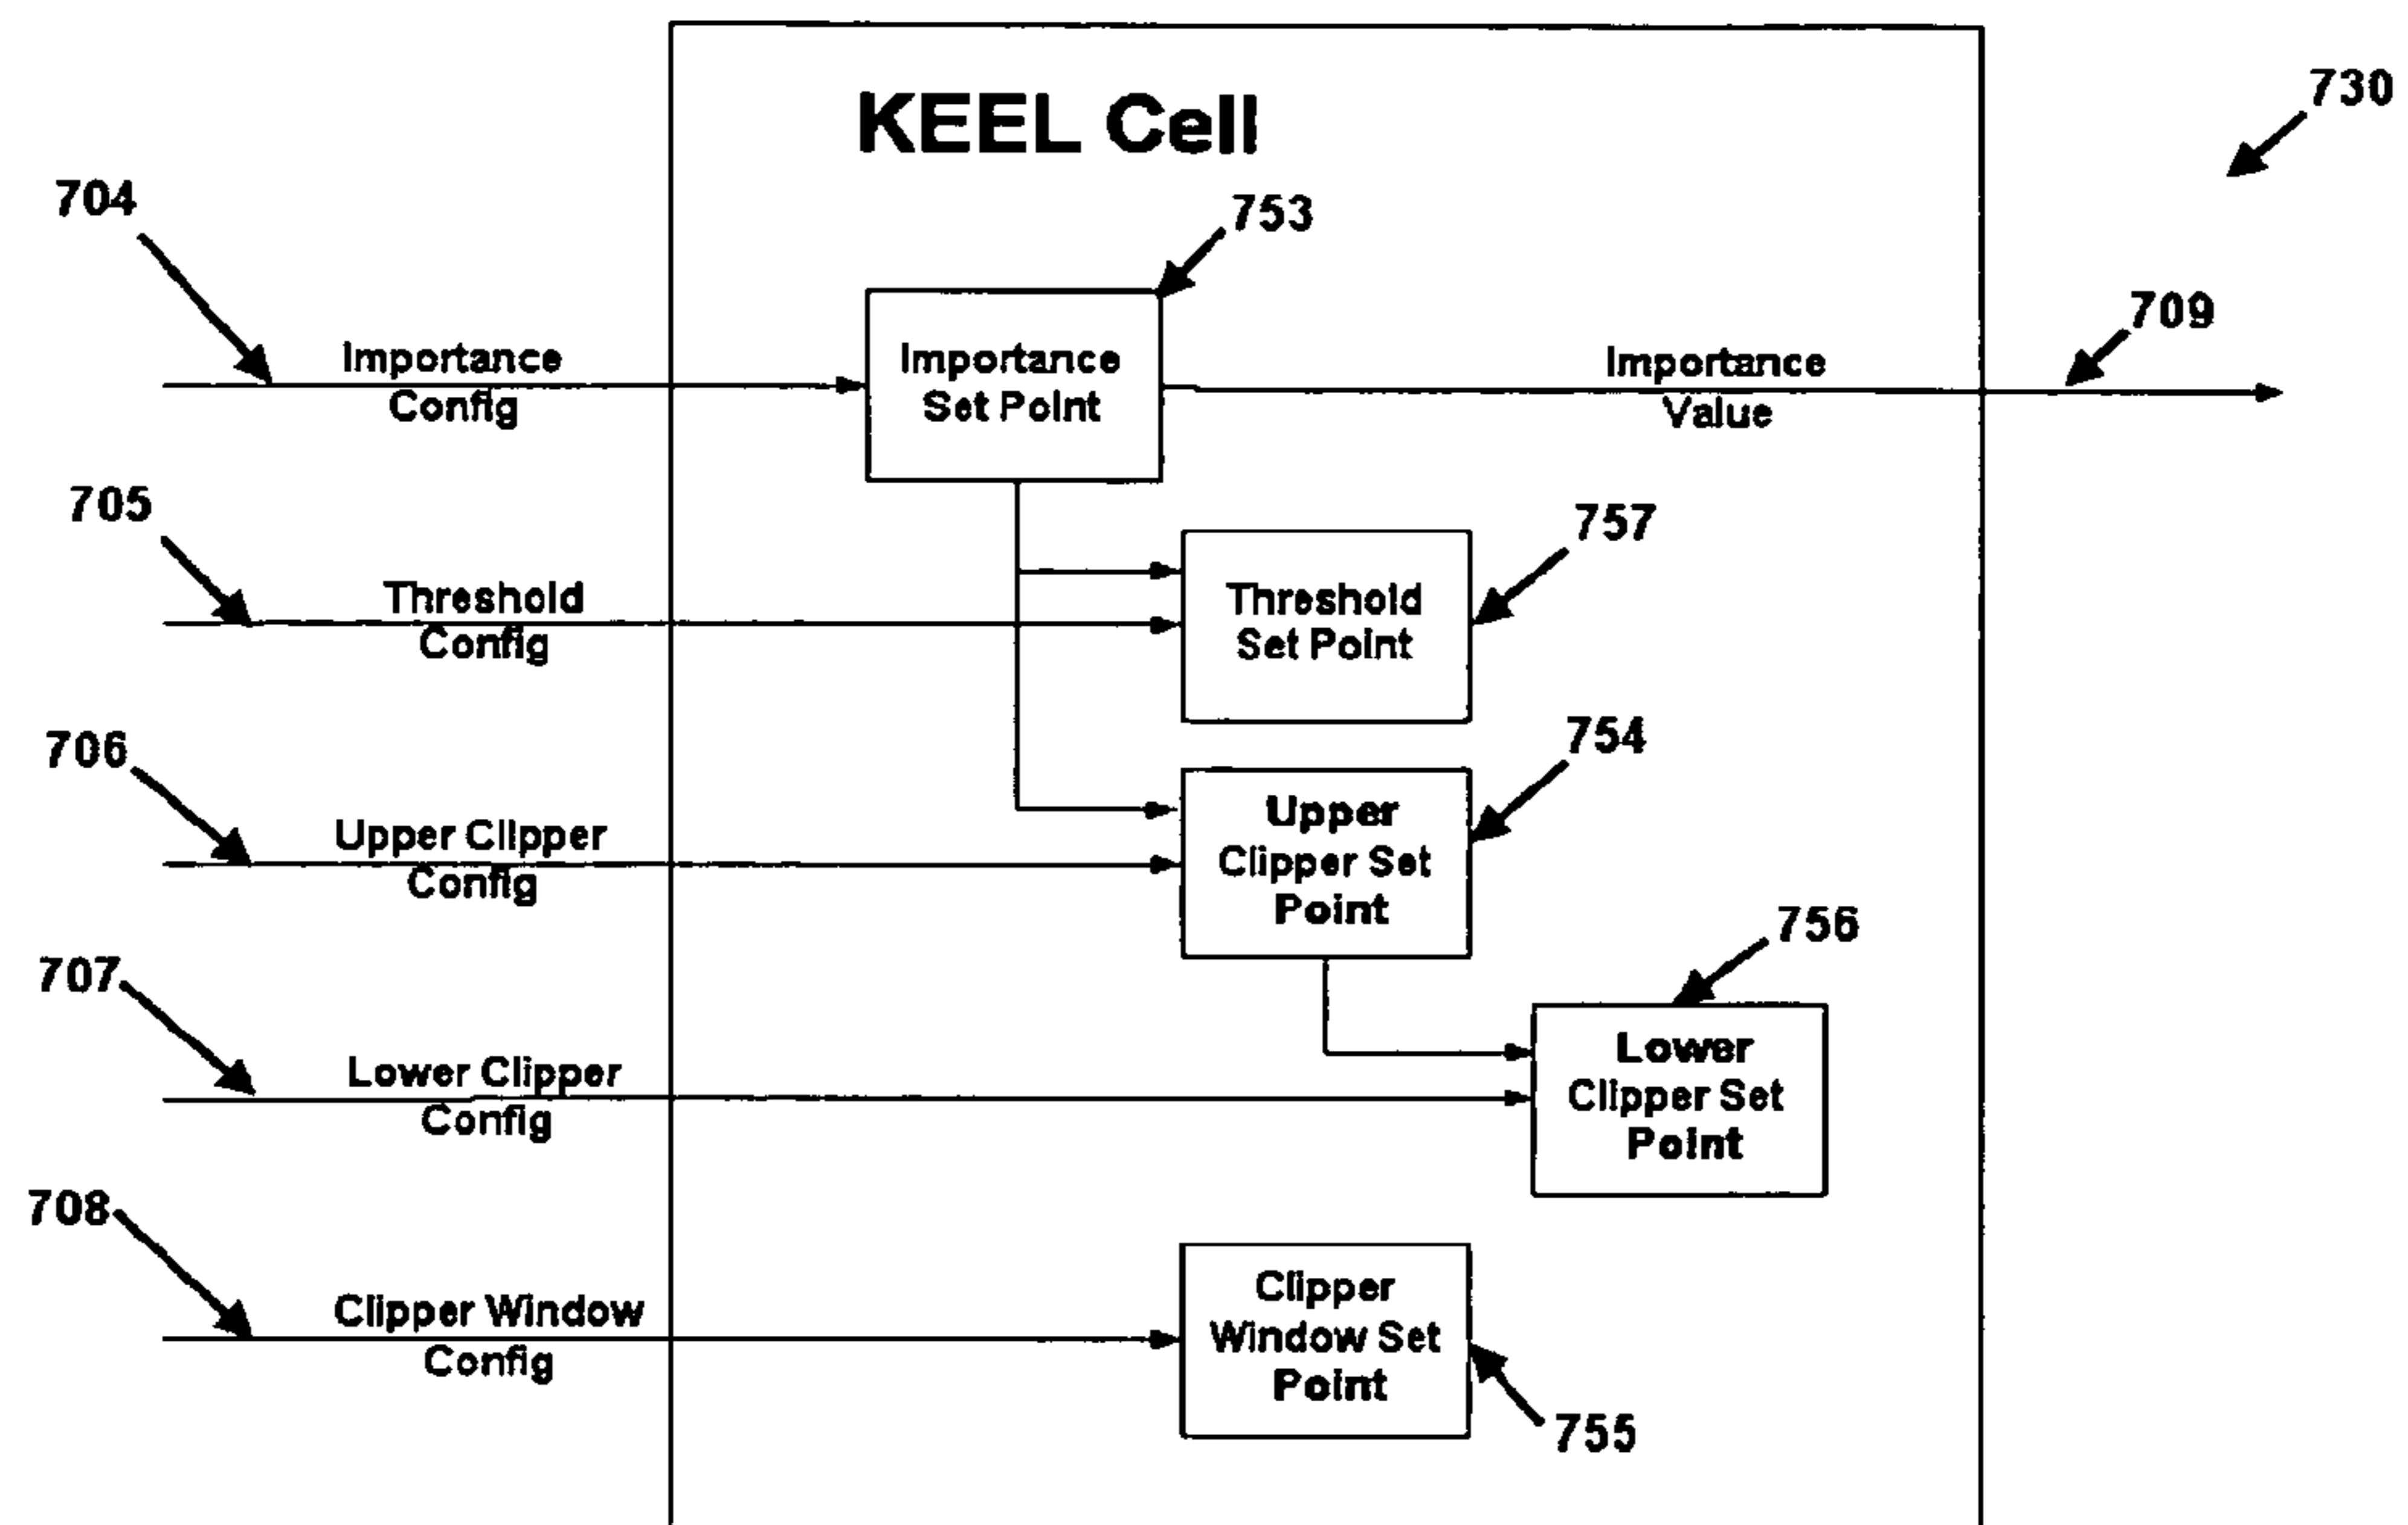 KEEL Cell
730
704
753
709
Importance
Config
Importance
Set Point
Importance
Value
705
757
Threshold
Config
Threshold
Set Point
706
754
Upper Clipper
Config
Upper
Clipper Set
Point
707
756
Lower Clipper
Config
Lower
Clipper Set
Point
708
Clipper Window
Config
Clipper
Window Set
Point
755